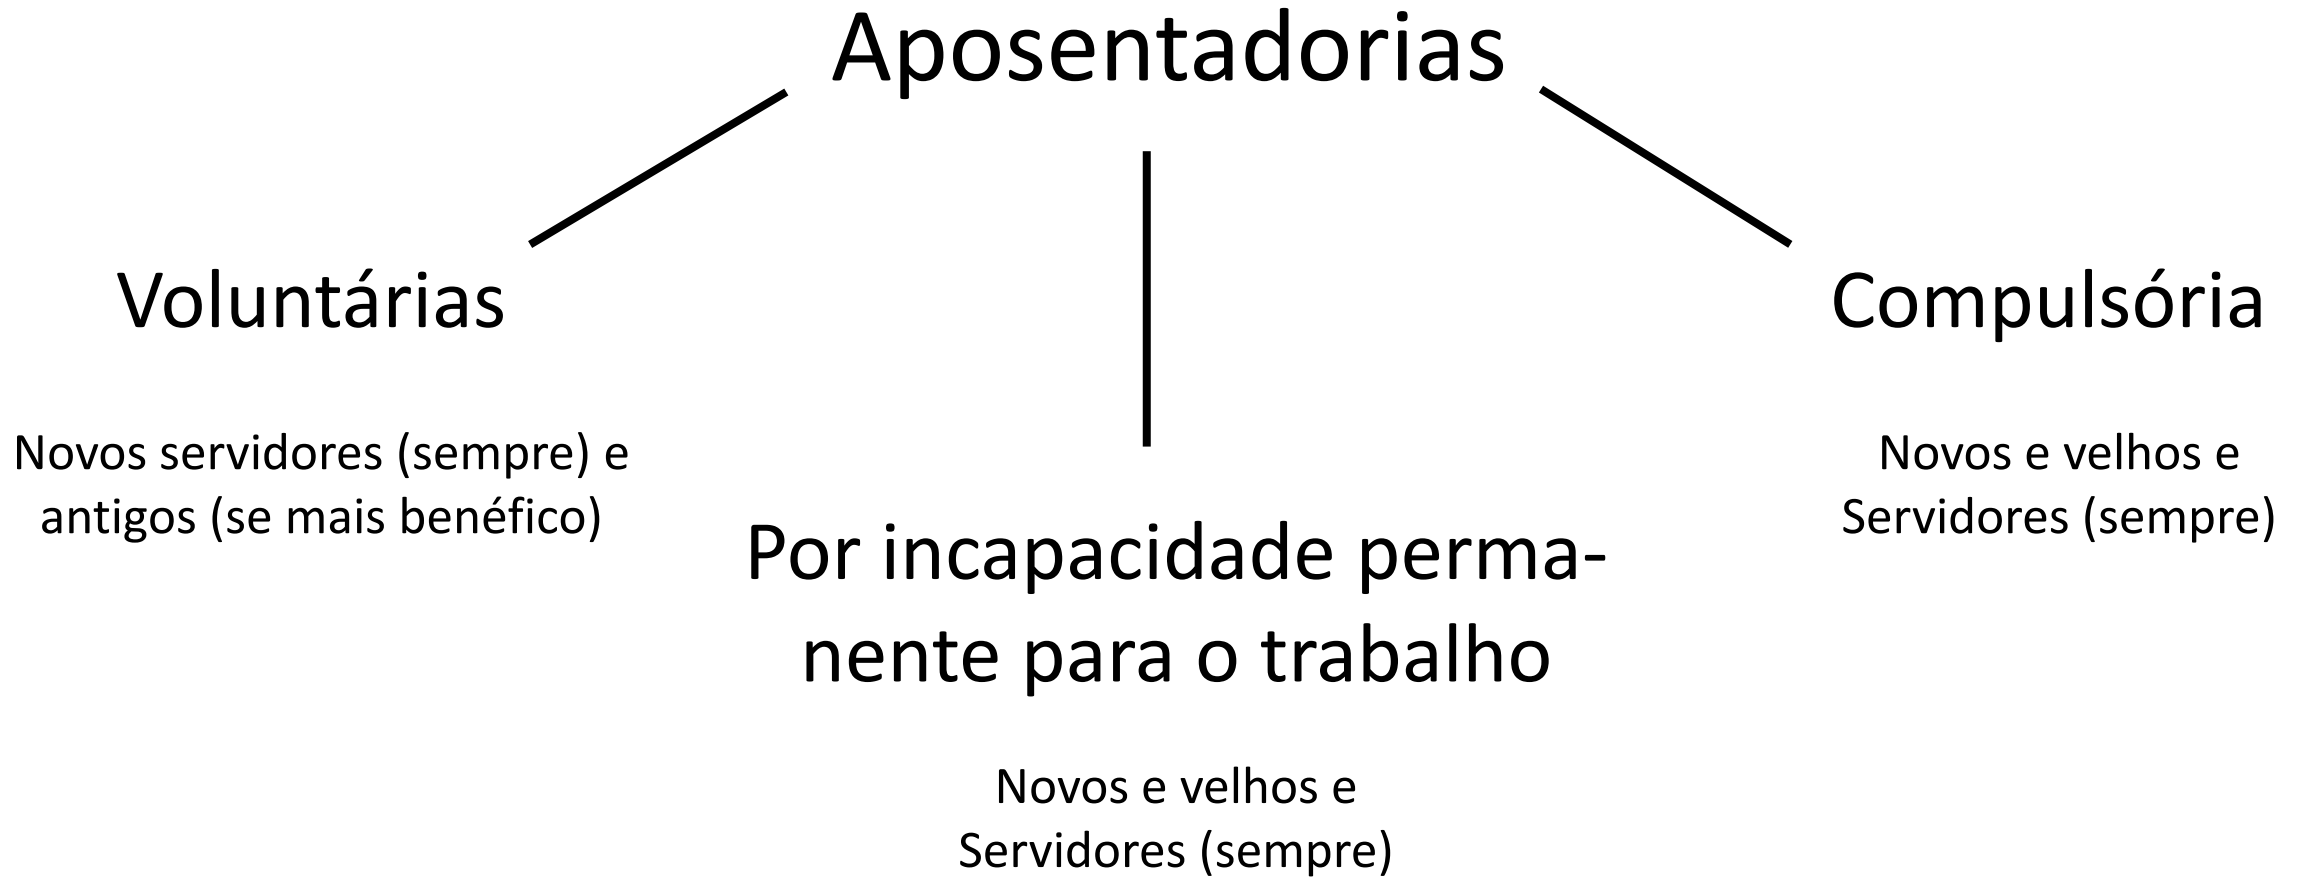 Aposentadorias
Voluntárias
Novos servidores (sempre) e
antigos (se mais benéfico)
Por incapacidade perma-
nente para o trabalho
Novos e velhos e
Servidores (sempre)
Compulsória
Novos e velhos e
Servidores (sempre)